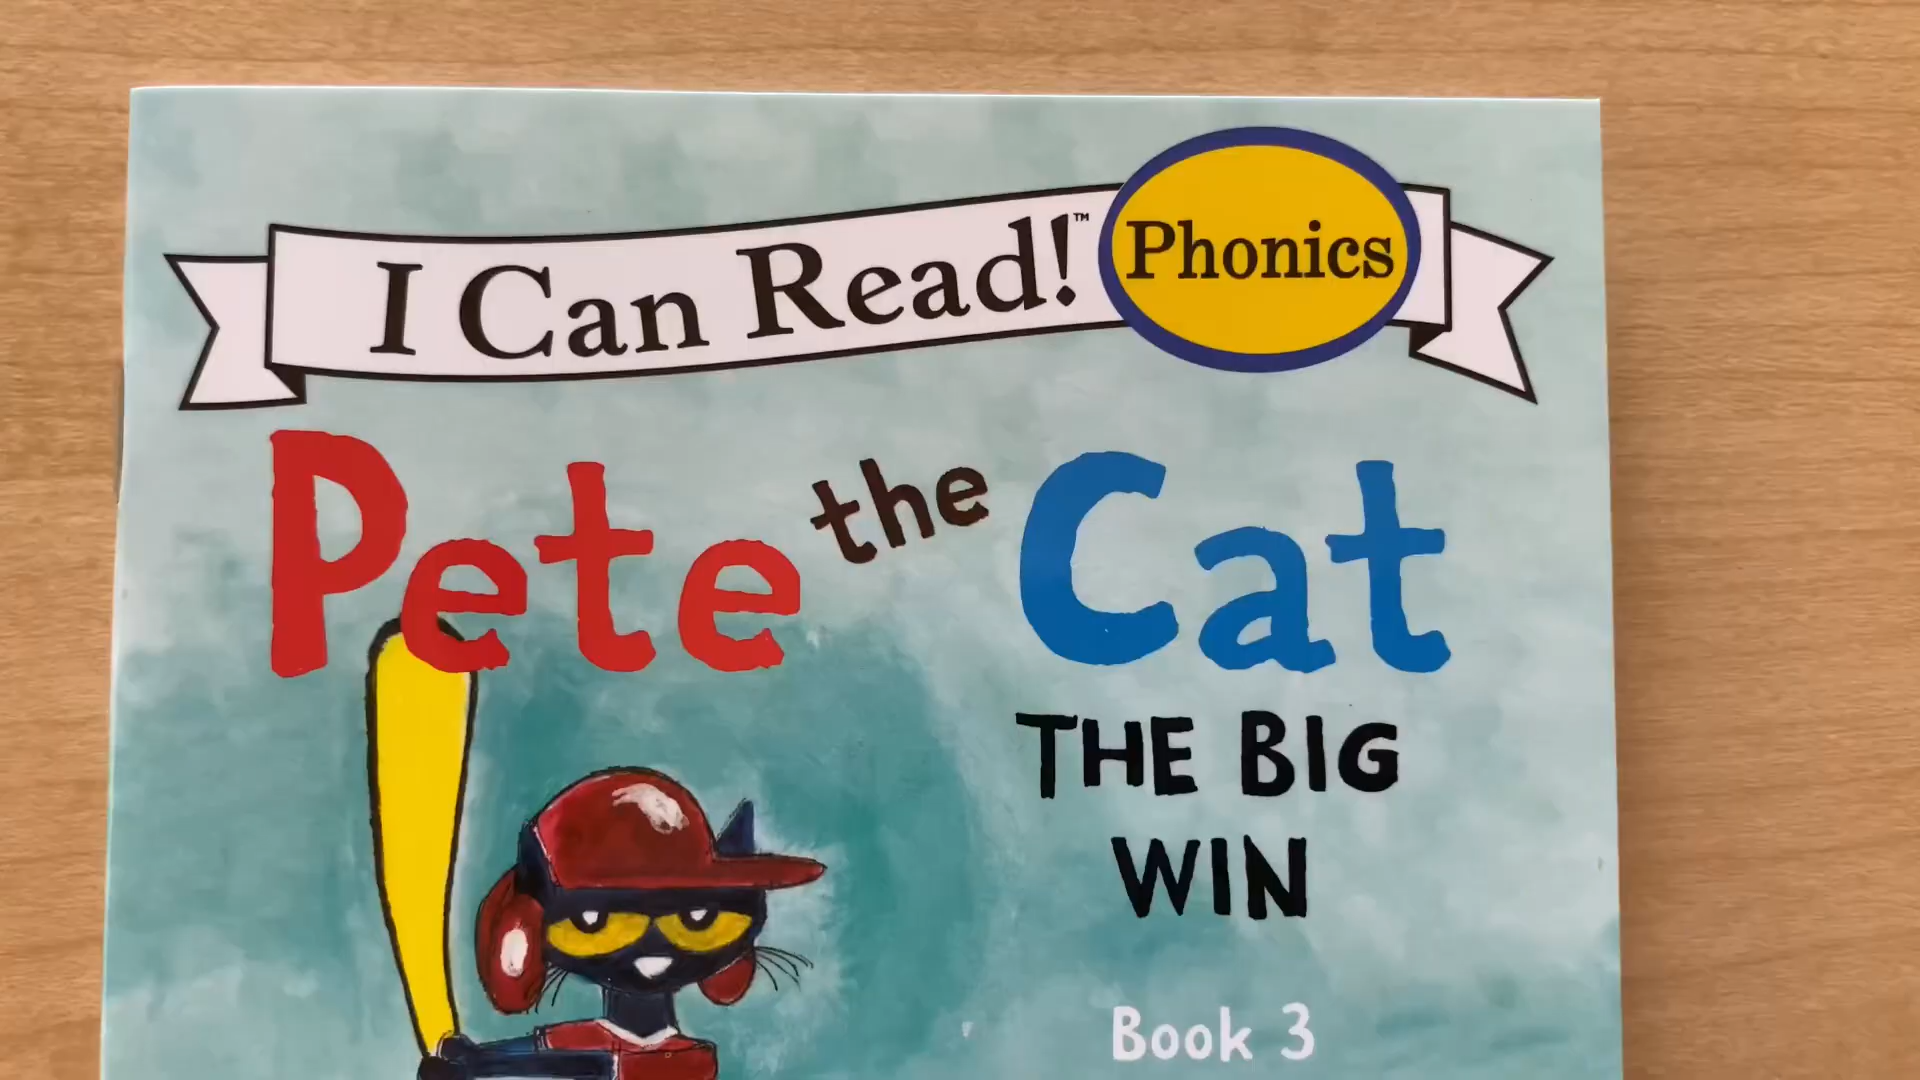 I Can Read!™ Phonics
Pete the Cat
THE BIG
WIN
Book 3